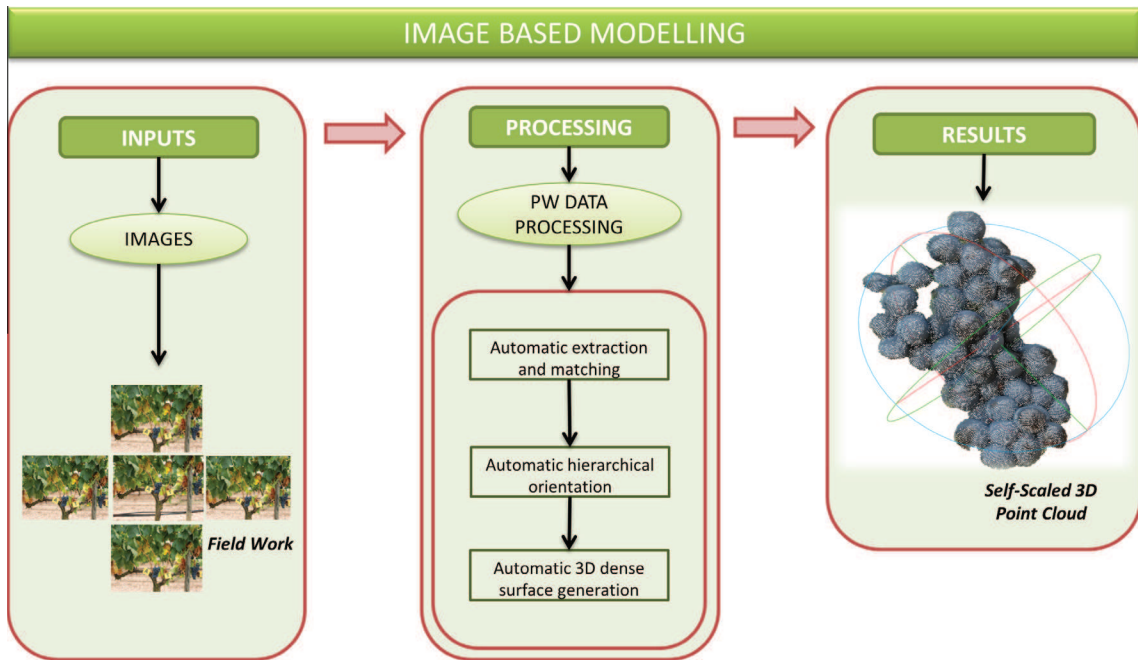 IMAGE BASED MODELLING
INPUTS
IMAGES
Field Work
PROCESSING
PW DATA
PROCESSING
Automatic extraction
and matching
Automatic hierarchical
orientation
Automatic 3D dense
surface generation
RESULTS
Self-Scaled 3D
Point Cloud